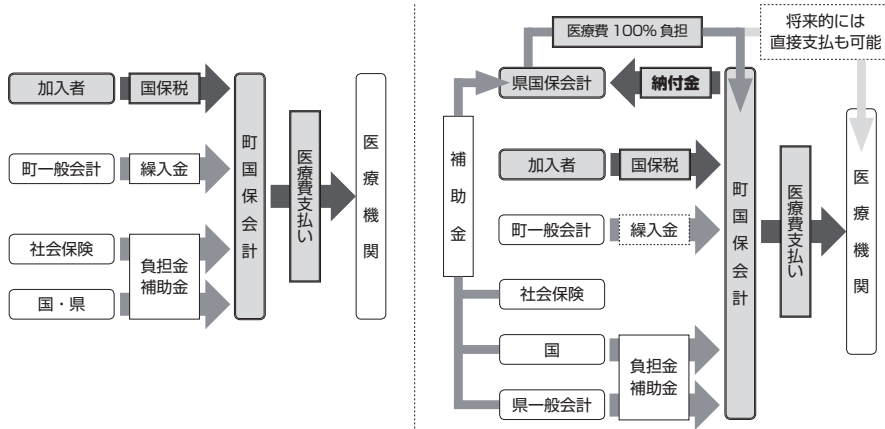 加入者
国保税
町一般会計
繰入金
社会保険
国・県
負担金
補助金
町国保会計
医療費支払い
医療機関
医療費100%負担
将来的には
直接支払も可能
県国保会計
納付金
補助金
加入者
国保税
町一般会計
繰入金
社会保険
国
県一般会計
負担金
補助金
町国保会計
医療費支払い
医療機関